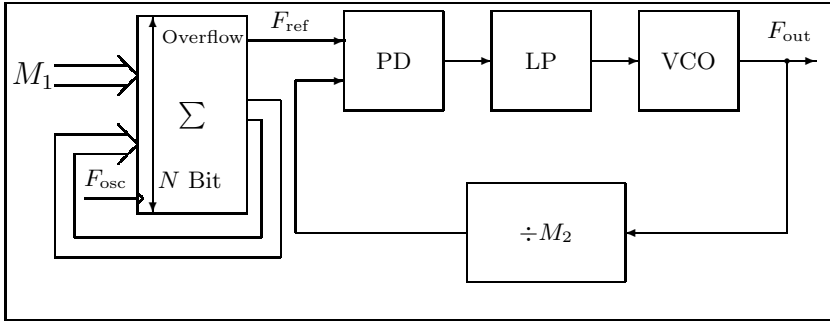 F_ref
F_out
Overflow
PD
LP
VCO
M_1
∑
F_osc
N Bit
÷M_2